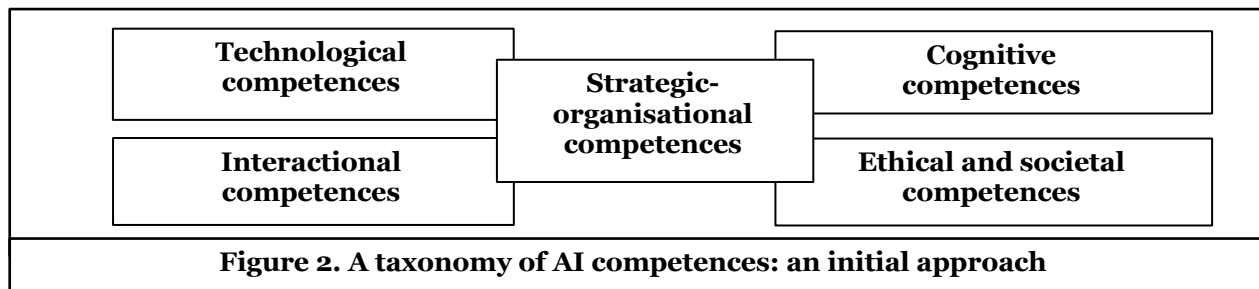 Technological
competences
Cognitive
competences
Strategic-
organisational
competences
Interactional
competences
Ethical and societal
competences
Figure 2. A taxonomy of AI competences: an initial approach